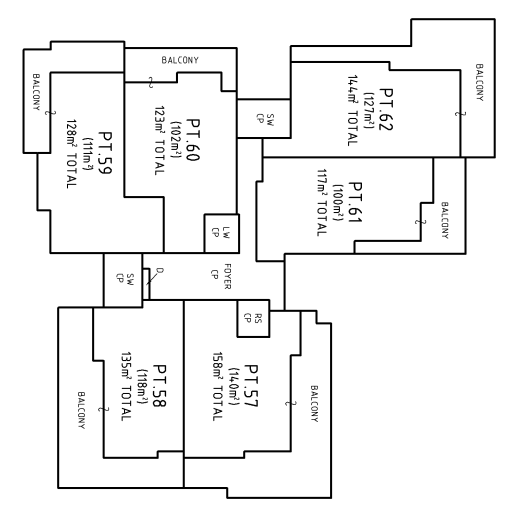 BALCONY
BALCONY
PT.59
(111m²)
128m² TOTAL
PT.60
(102m²)
123m² TOTAL
SW
CP
PT.62
(127m²)
144m² TOTAL
BALCONY
PT.61
(100m²)
117m² TOTAL
BALCONY
LW
CP
FOYER
CP
SW
CP
D
RS
CP
PT.58
(118m²)
135m² TOTAL
BALCONY
PT.57
(140m²)
158m² TOTAL
BALCONY